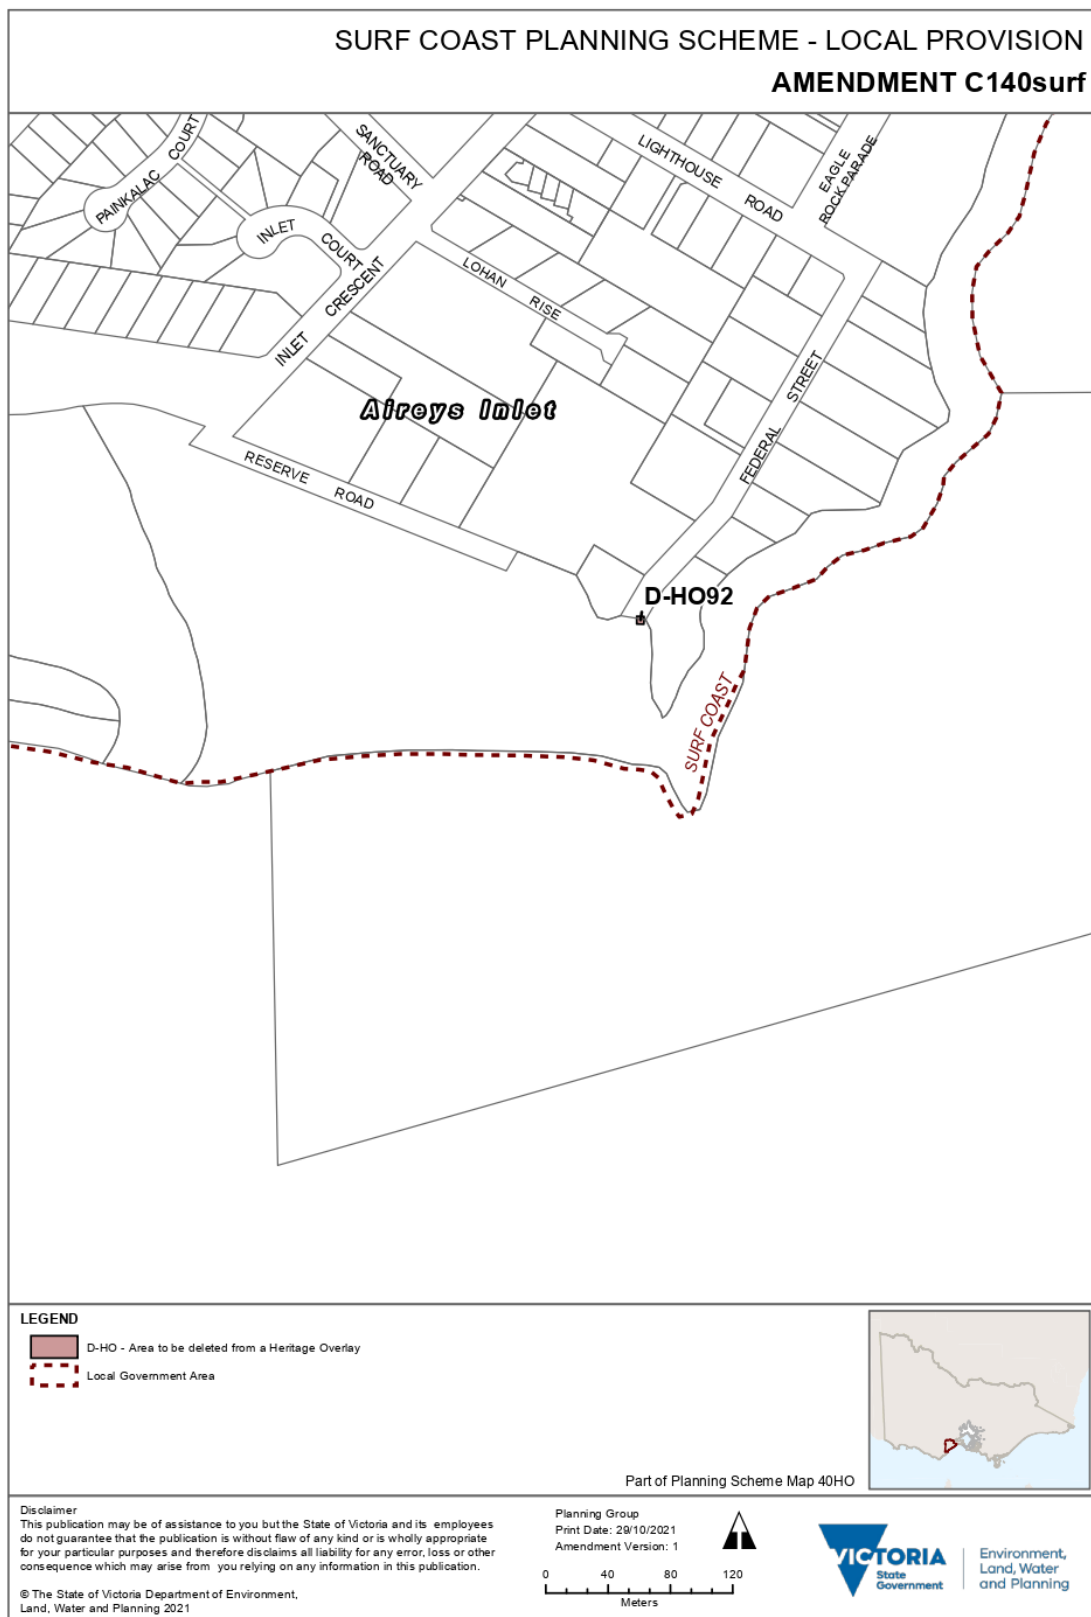 SURF COAST PLANNING SCHEME - LOCAL PROVISION
AMENDMENT C140surf
PAINKALAC COURT
SANCTUARY
ROAD
LIGHTHOUSE ROAD
EAGLE
ROCK PARADE
INLET COURT
INLET CRESCENT
LOHAN RISE
FEDERAL STREET
Aireys Inlet
RESERVE ROAD
D-HO92
SURF COAST
LEGEND
D-HO - Area to be deleted from a Heritage Overlay
Local Government Area
Part of Planning Scheme Map 40HO
Disclaimer
This publication may be of assistance to you but the State of Victoria and its employees
do not guarantee that the publication is without flaw of any kind or is wholly appropriate
for your particular purposes and therefore disclaims all liability for any error, loss or other
consequence which may arise from you relying on any information in this publication.
© The State of Victoria Department of Environment,
Land, Water and Planning 2021
Planning Group
Print Date: 29/10/2021
Amendment Version: 1
0 40 80 120
Meters
VICTORIA
State
Government
Environment,
Land, Water
and Planning